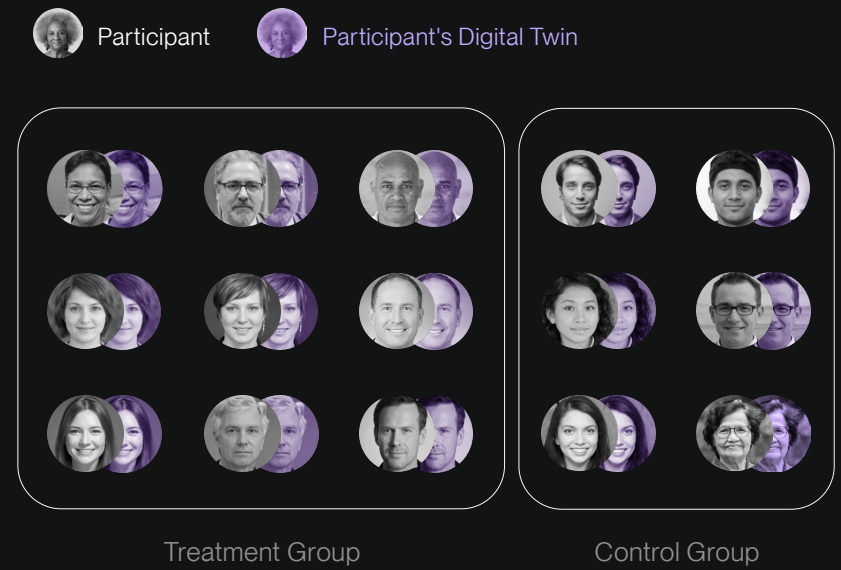 Participant
Participant's Digital Twin
Treatment Group
Control Group